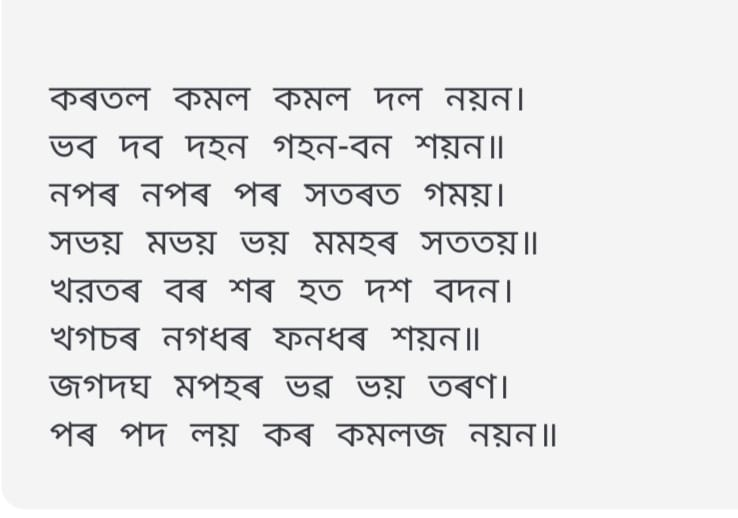 কৰতল কমল কমল দল নয়ন।
ভব দব দহন গহন-বন শয়ন॥
নপৰ নপৰ পৰ সতৰত গময়।
সভয় মভয় ভয় মমহৰ সততয়॥
খৰতৰ বৰ শৰ হত দশ বদন।
খগচৰ নগধৰ ফনধৰ শয়ন॥
জগদঘ মপহৰ ভৱ ভয় তৰণ।
পৰ পদ লয় কৰ কমলজ নয়ন॥